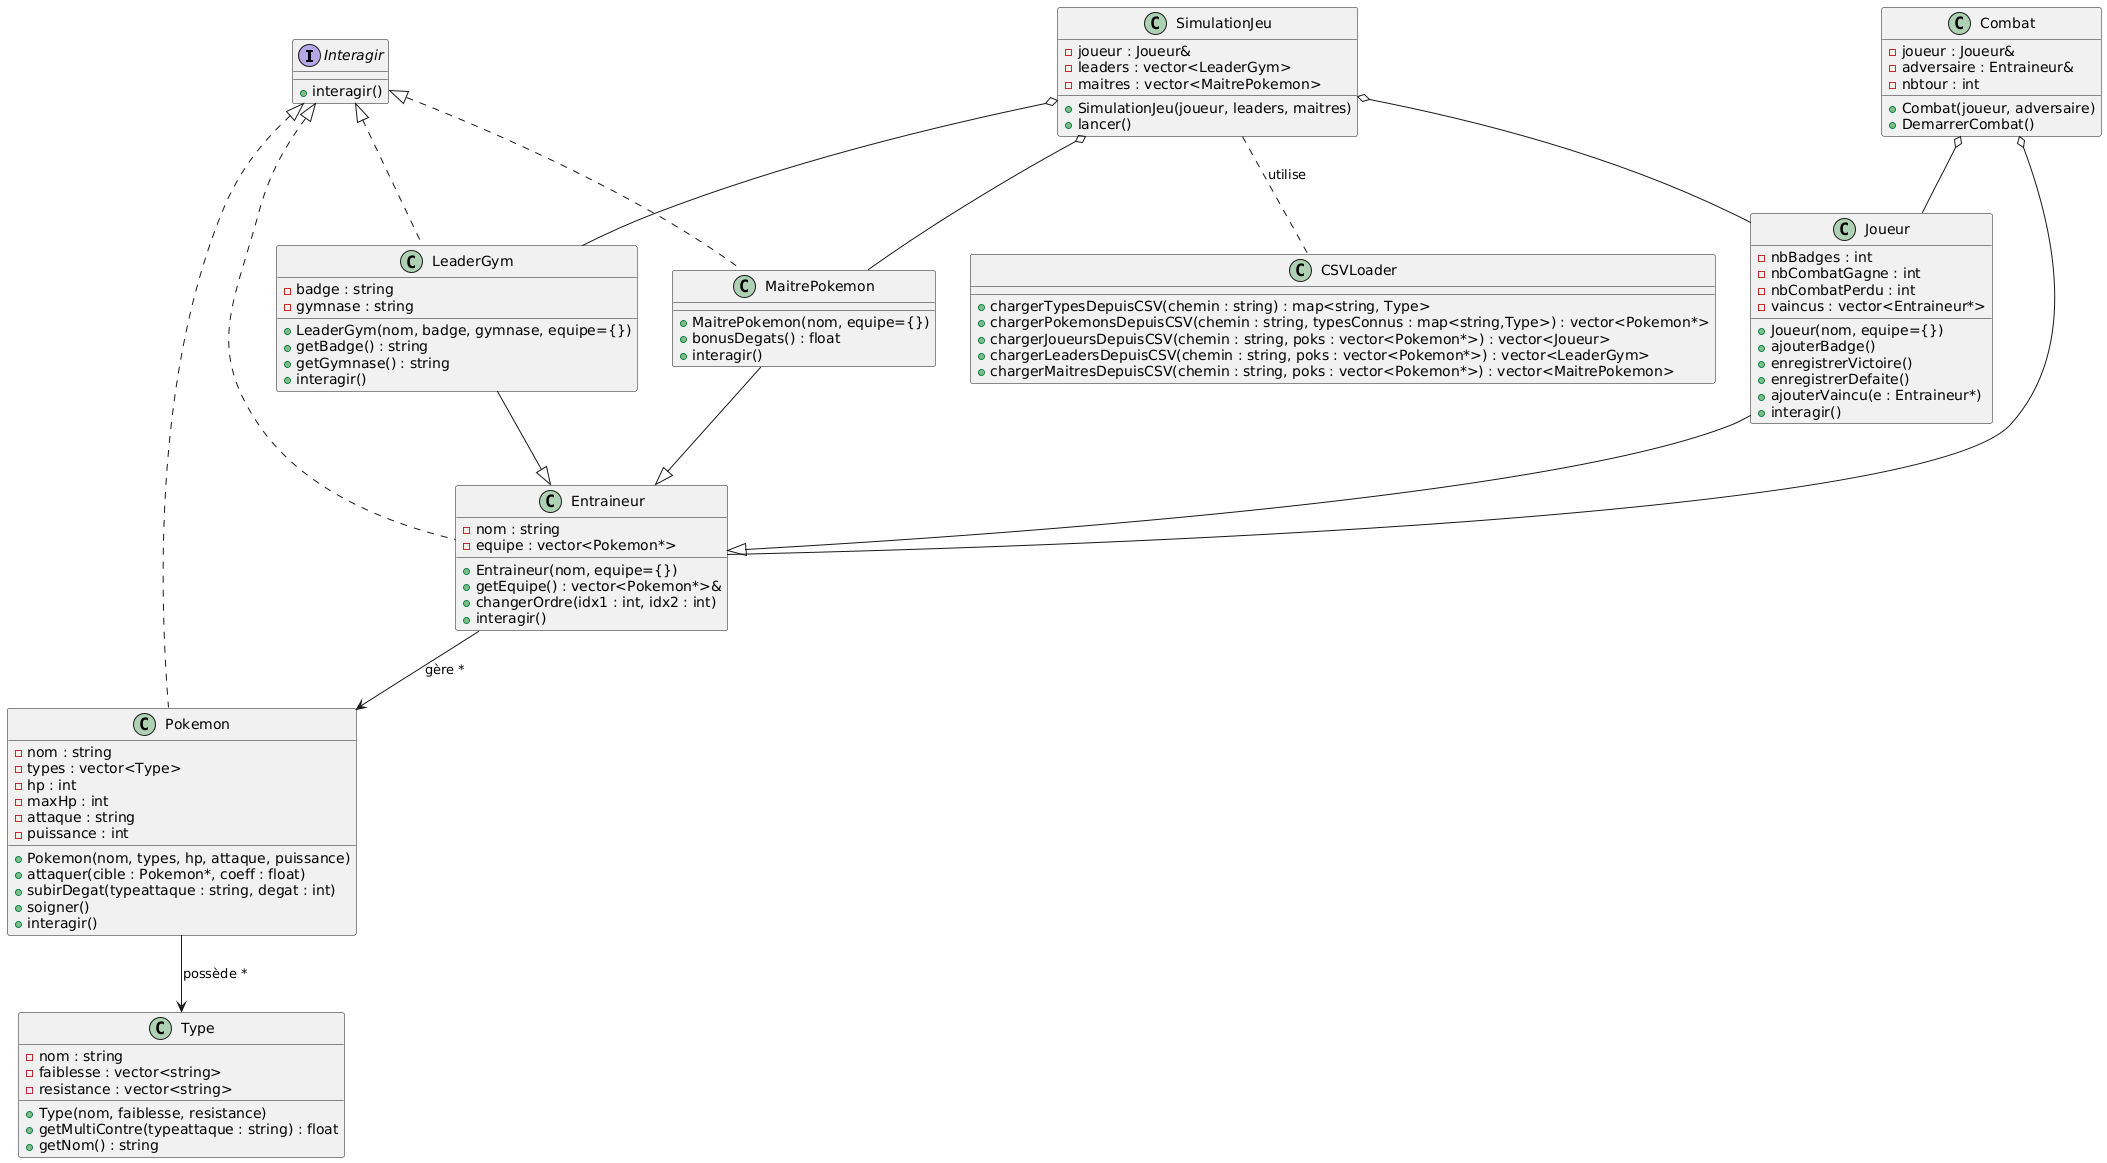 I Interagir
+ interagir()
C SimulationJeu
joueur : Joueur&
leaders : vector<LeaderGym>
maitres : vector<MaitrePokemon>
SimulationJeu(joueur, leaders, maitres)
lancer()
C Combat
joueur : Joueur&
adversaire : Entraineur&
nbtour : int
Combat(joueur, adversaire)
DemarrerCombat()
utilise
C LeaderGym
badge : string
gymnase : string
LeaderGym(nom, badge, gymnase, equipe={})
getBadge() : string
getGymnase() : string
interagir()
C MaitrePokemon
MaitrePokemon(nom, equipe={})
bonusDegats() : float
interagir()
C CSVLoader
chargerTypesDepuisCSV(chemin : string) : map<string, Type>
chargerPokemonsDepuisCSV(chemin : string, typesConnus : map<string,Type>) : vector<Pokemon*>
chargerJoueursDepuisCSV(chemin : string, poks : vector<Pokemon*>) : vector<Joueur>
chargerLeadersDepuisCSV(chemin : string, poks : vector<Pokemon*>) : vector<LeaderGym>
chargerMaitresDepuisCSV(chemin : string, poks : vector<Pokemon*>) : vector<MaitrePokemon>
C Joueur
nbBadges : int
nbCombatGagne : int
nbCombatPerdu : int
vaincus : vector<Entraineur*>
Joueur(nom, equipe={})
ajouterBadge()
enregistrerVictoire()
enregistrerDefaite()
ajouterVaincu(e : Entraineur*)
interagir()
C Entraineur
nom : string
equipe : vector<Pokemon*>
Entraineur(nom, equipe={})
getEquipe() : vector<Pokemon*>&
changerOrdre(idx1 : int, idx2 : int)
interagir()
gère *
C Pokemon
nom : string
types : vector<Type>
hp : int
maxHp : int
attaque : string
puissance : int
Pokemon(nom, types, hp, attaque, puissance)
attaquer(cible : Pokemon*, coeff : float)
subirDegat(typeattaque : string, degat : int)
soigner()
interagir()
possède *
C Type
nom : string
faiblesse : vector<string>
resistance : vector<string>
Type(nom, faiblesse, resistance)
getMultiContre(typeattaque : string) : float
getNom() : string